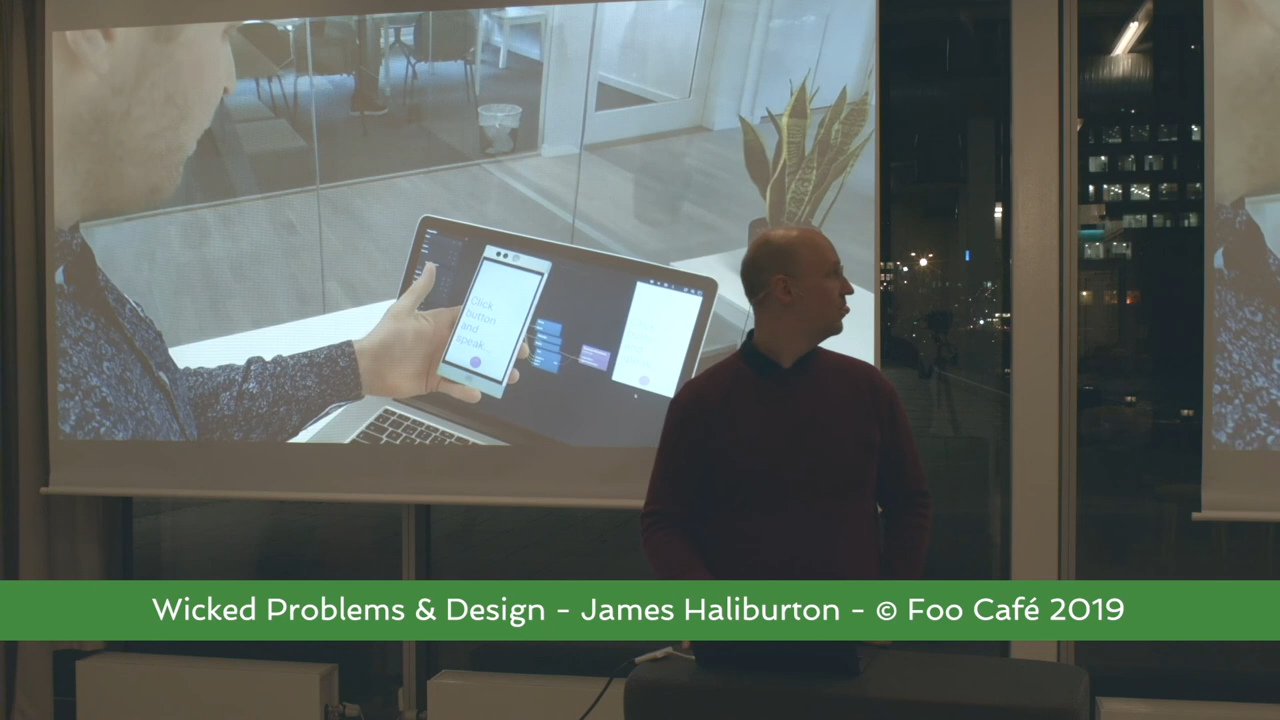 Click
button
and
speak...
Wicked Problems & Design - James Haliburton - © Foo Café 2019